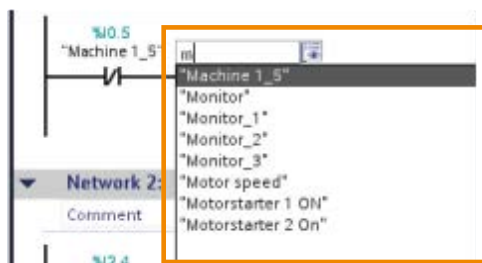 %I0.5
"Machine 1_5"
m
"Machine 1_5"
"Monitor"
"Monitor_1"
"Monitor_2"
"Monitor_3"
"Motor speed"
"Motorstarter 1 ON"
"Motorstarter 2 On"
Network 2:
Comment